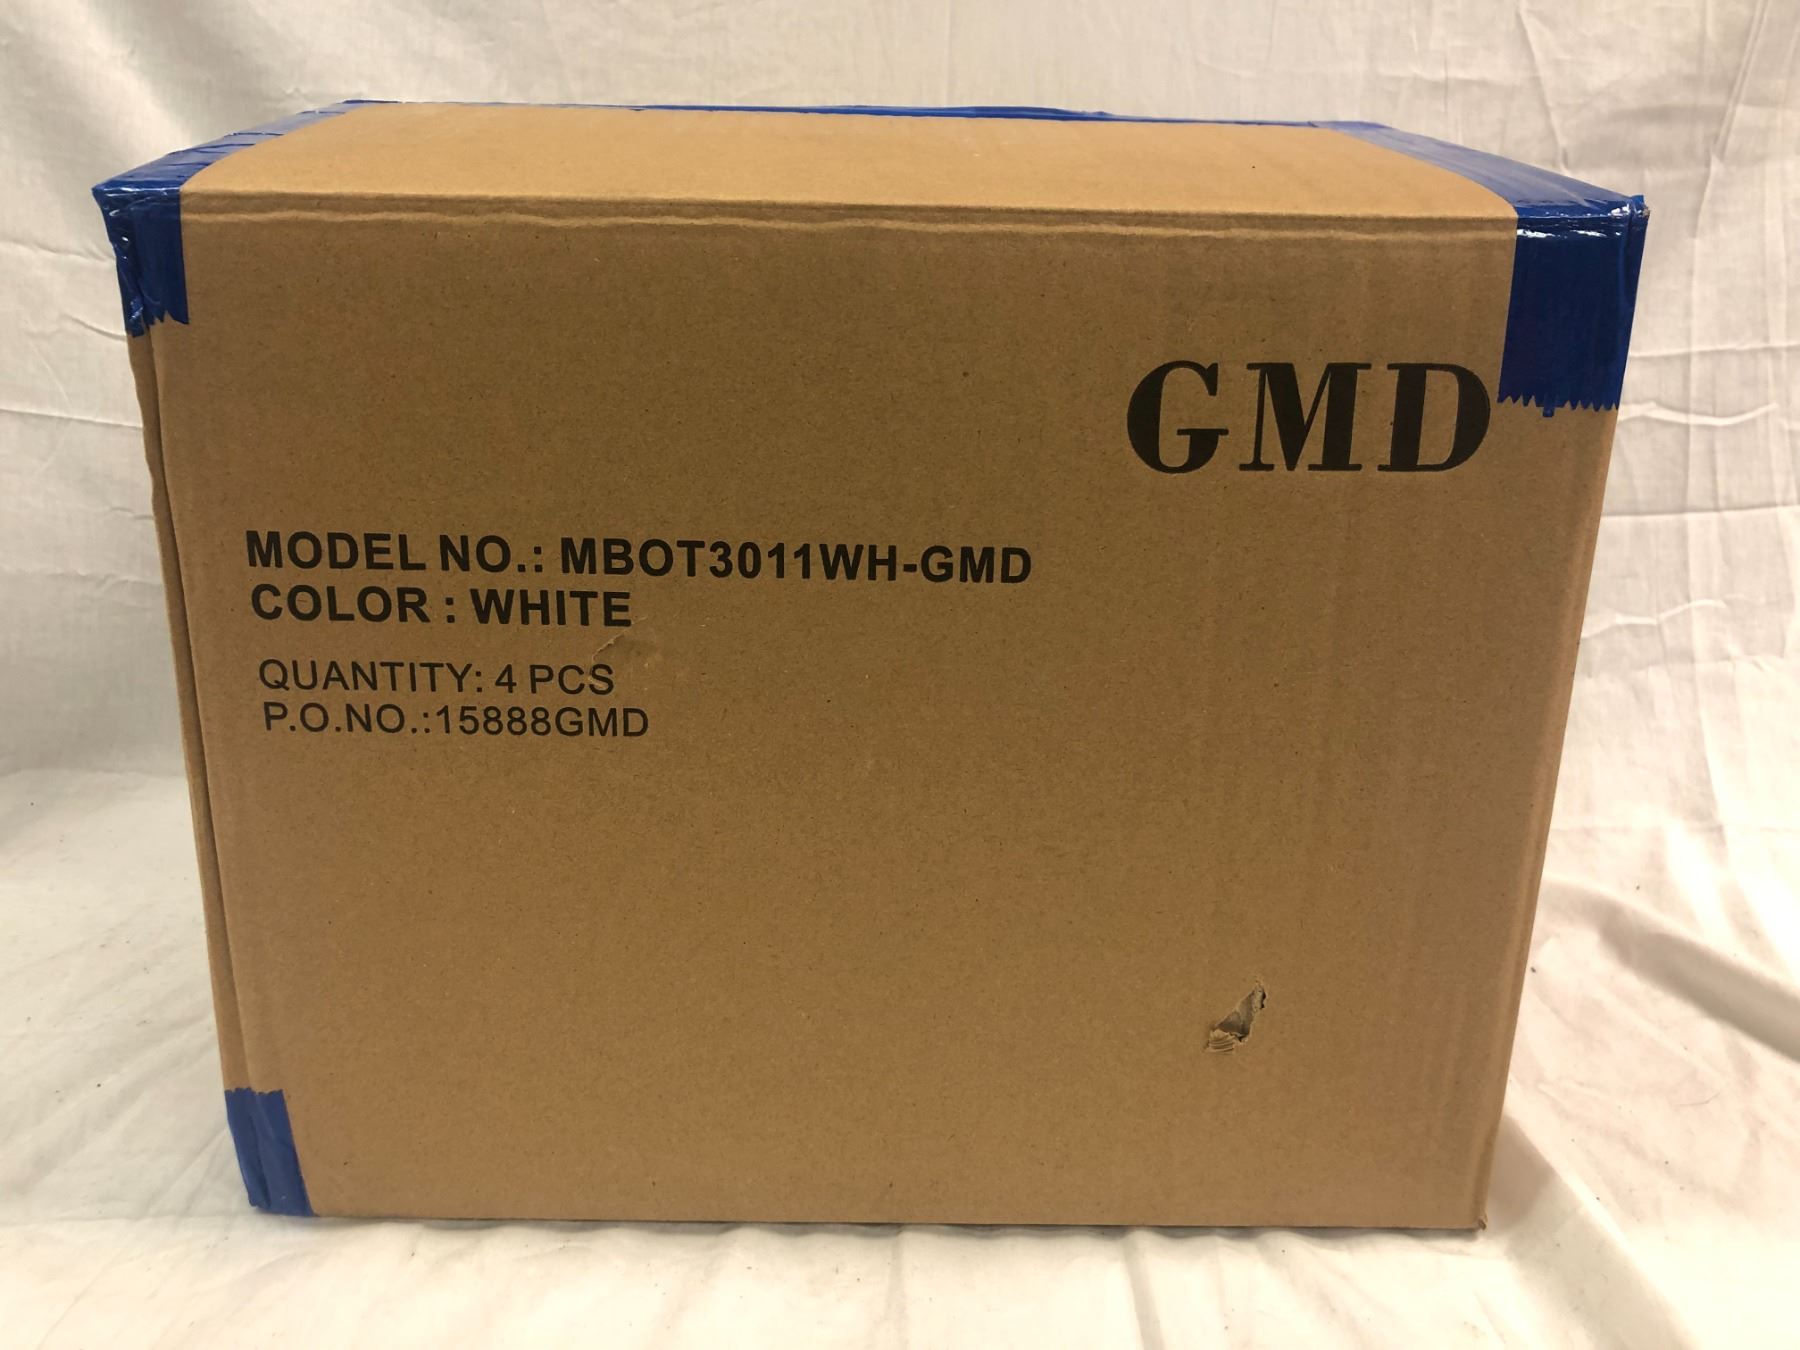 GMD
MODEL NO.: MBOT3011WH-GMD
COLOR : WHITE
QUANTITY: 4 PCS
P.O.NO.:15888GMD